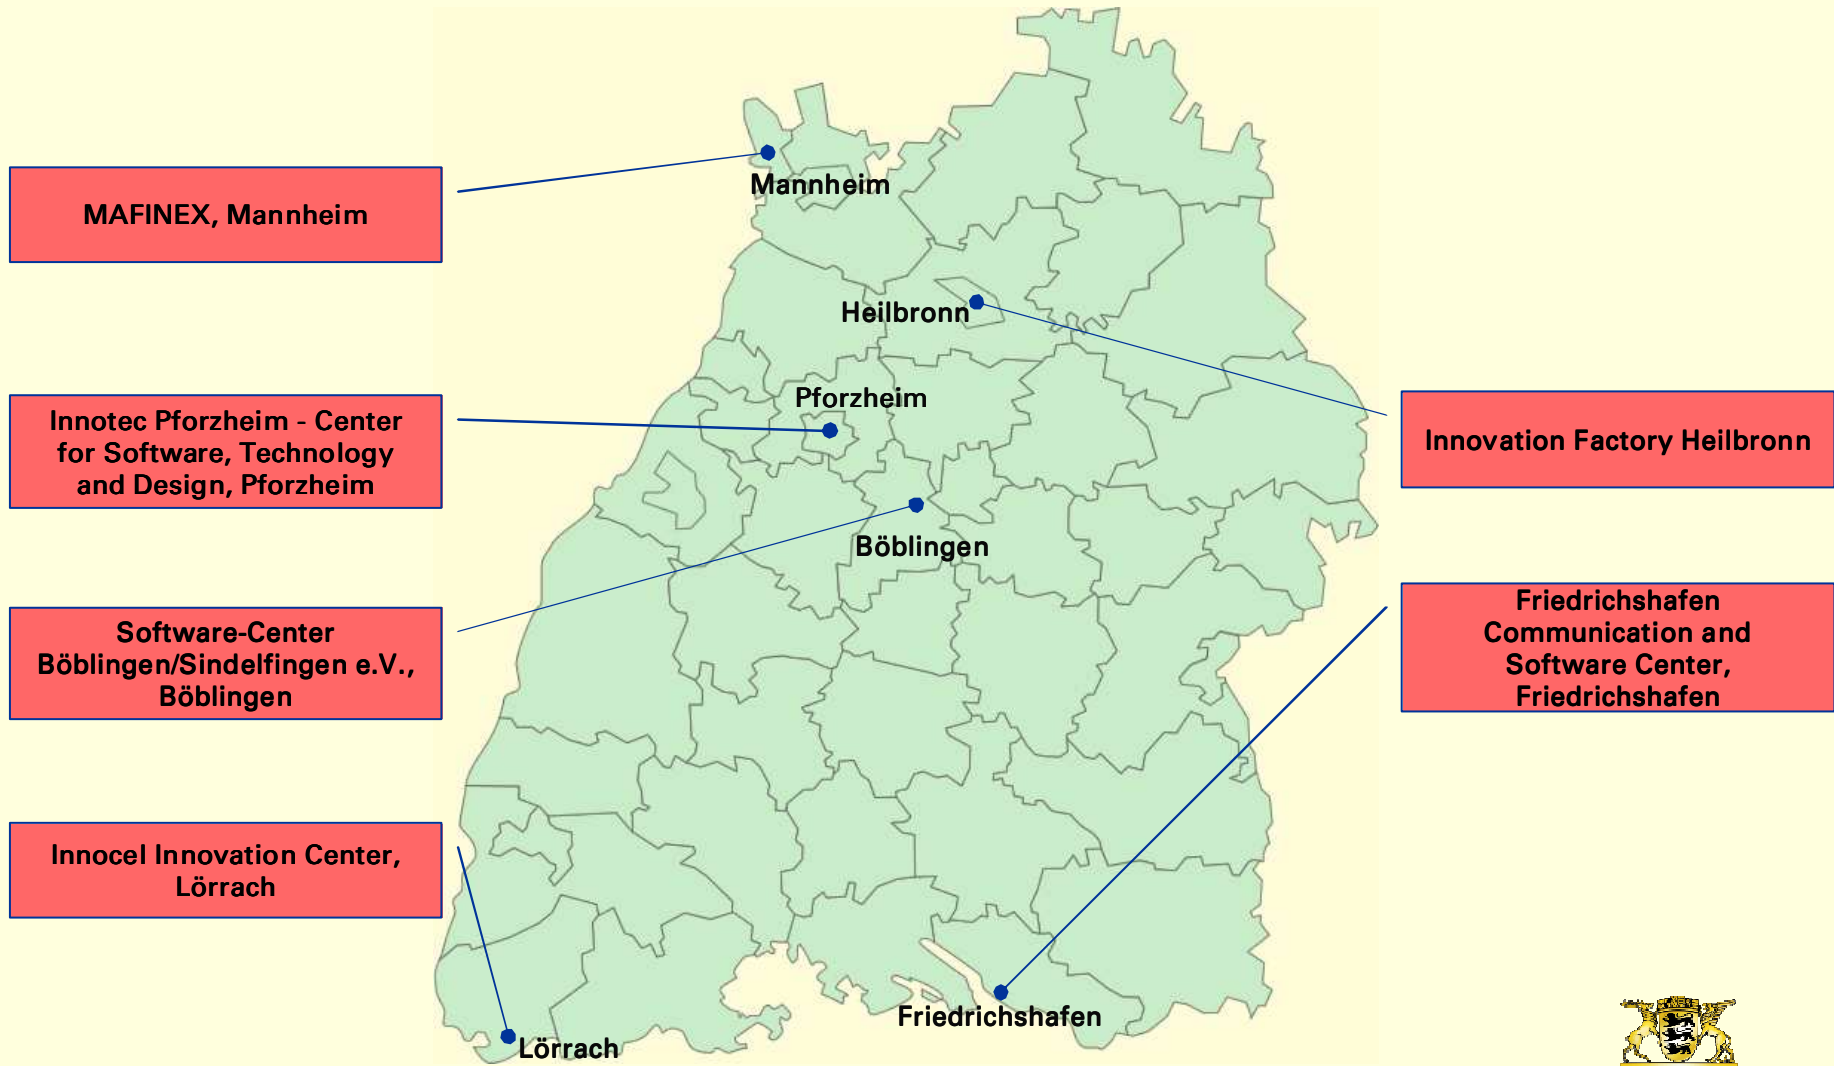 MAFINEX, Mannheim
Innotec Pforzheim - Center
for Software, Technology
and Design, Pforzheim
Software-Center
Böblingen/Sindelfingen e.V.,
Böblingen
Innocel Innovation Center,
Lörrach
Mannheim
Heilbronn
Pforzheim
Böblingen
Friedrichshafen
Lörrach
Innovation Factory Heilbronn
Friedrichshafen
Communication and
Software Center,
Friedrichshafen